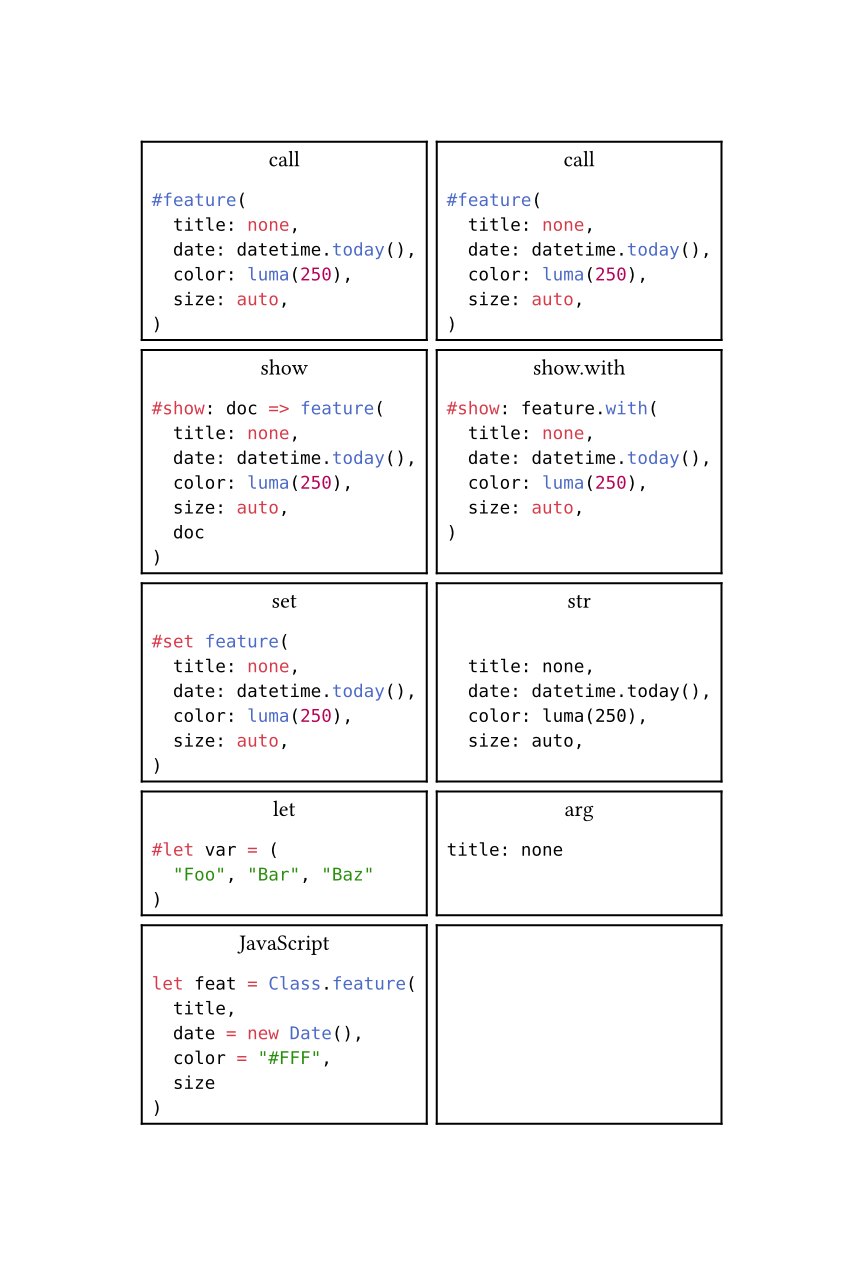 call
#feature(
  title: none,
  date: datetime.today(),
  color: luma(250),
  size: auto,
)
call
#feature(
  title: none,
  date: datetime.today(),
  color: luma(250),
  size: auto,
)
show
#show: doc => feature(
  title: none,
  date: datetime.today(),
  color: luma(250),
  size: auto,
  doc
)
show.with
#show: feature.with(
  title: none,
  date: datetime.today(),
  color: luma(250),
  size: auto,
)
set
#set feature(
  title: none,
  date: datetime.today(),
  color: luma(250),
  size: auto,
)
str
  title: none,
  date: datetime.today(),
  color: luma(250),
  size: auto,
let
#let var = (
  "Foo", "Bar", "Baz"
)
arg
title: none
JavaScript
let feat = Class.feature(
  title,
  date = new Date(),
  color = "#FFF",
  size
)